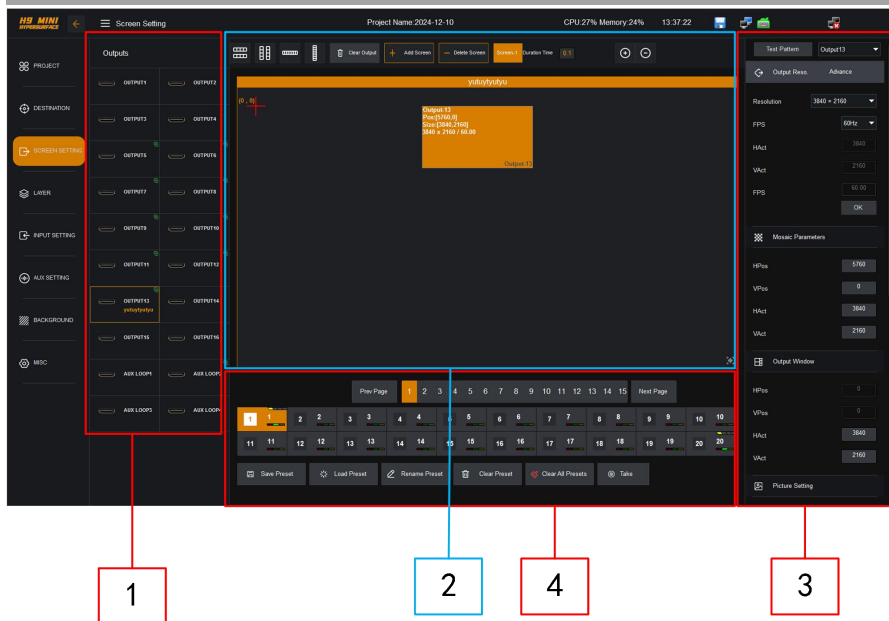 H9 MINI
HYPERSURFACE
Screen Setting
Project Name:2024-12-10
CPU:27% Memory:24%
13:37:22
PROJECT
DESTINATION
SCREEN SETTING
LAYER
INPUT SETTING
AUX SETTING
BACKGROUND
MISC
Outputs
OUTPUT1 OUTPUT2
OUTPUT3 OUTPUT4
OUTPUT5 OUTPUT6
OUTPUT7 OUTPUT8
OUTPUT9 OUTPUT10
OUTPUT11 OUTPUT12
OUTPUT13 OUTPUT14
yutuytyutyu
OUTPUT15 OUTPUT16
AUX LOOP1 AUX LOOP2
AUX LOOP3 AUX LOOP4
Clear Output Add Screen Delete Screen Screen-1 Duration Time 0.1
yutuytyutyu
(0 , 0)
Output:13
Pos:[5760,0]
Size:[3840,2160]
3840 x 2160 / 60.00
Output:13
Prev Page 1 2 3 4 5 6 7 8 9 10 11 12 13 14 15 Next Page
1 1 2 2 3 3 4 4 5 5 6 6 7 7 8 8 9 9 10 10
11 11 12 12 13 13 14 14 15 15 16 16 17 17 18 18 19 19 20 20
Save Preset Load Preset Rename Preset Clear Preset Clear All Presets Take
Test Pattern Output13
Output Reso. Advance
Resolution 3840 × 2160
FPS 60Hz
HAct 3840
VAct 2160
FPS 60.00
OK
Mosaic Parameters
HPos 5760
VPos 0
HAct 3840
VAct 2160
Output Window
HPos 0
VPos 0
HAct 3840
VAct 2160
Picture Setting
1
2
4
3